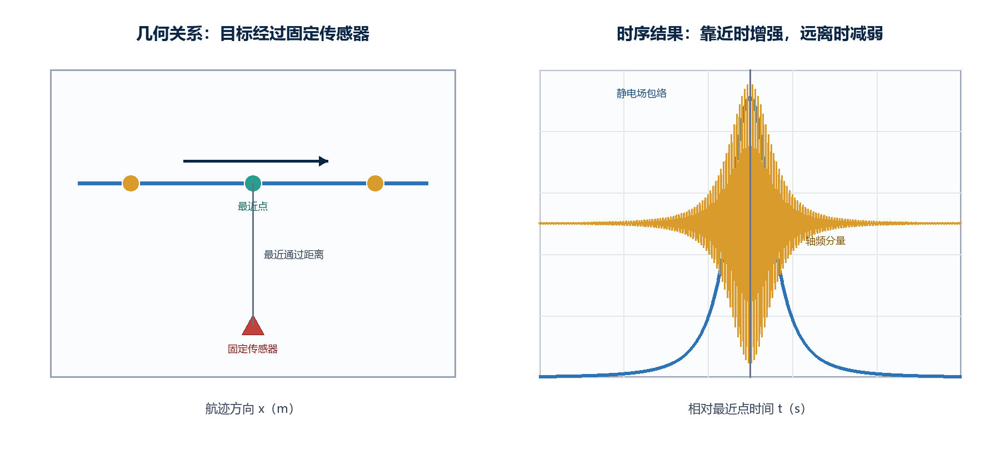 几何关系：目标经过固定传感器
最近点
最近通过距离
固定传感器
航迹方向 x（m）
时序结果：靠近时增强，远离时减弱
静电场包络
轴频分量
相对最近点时间 t（s）